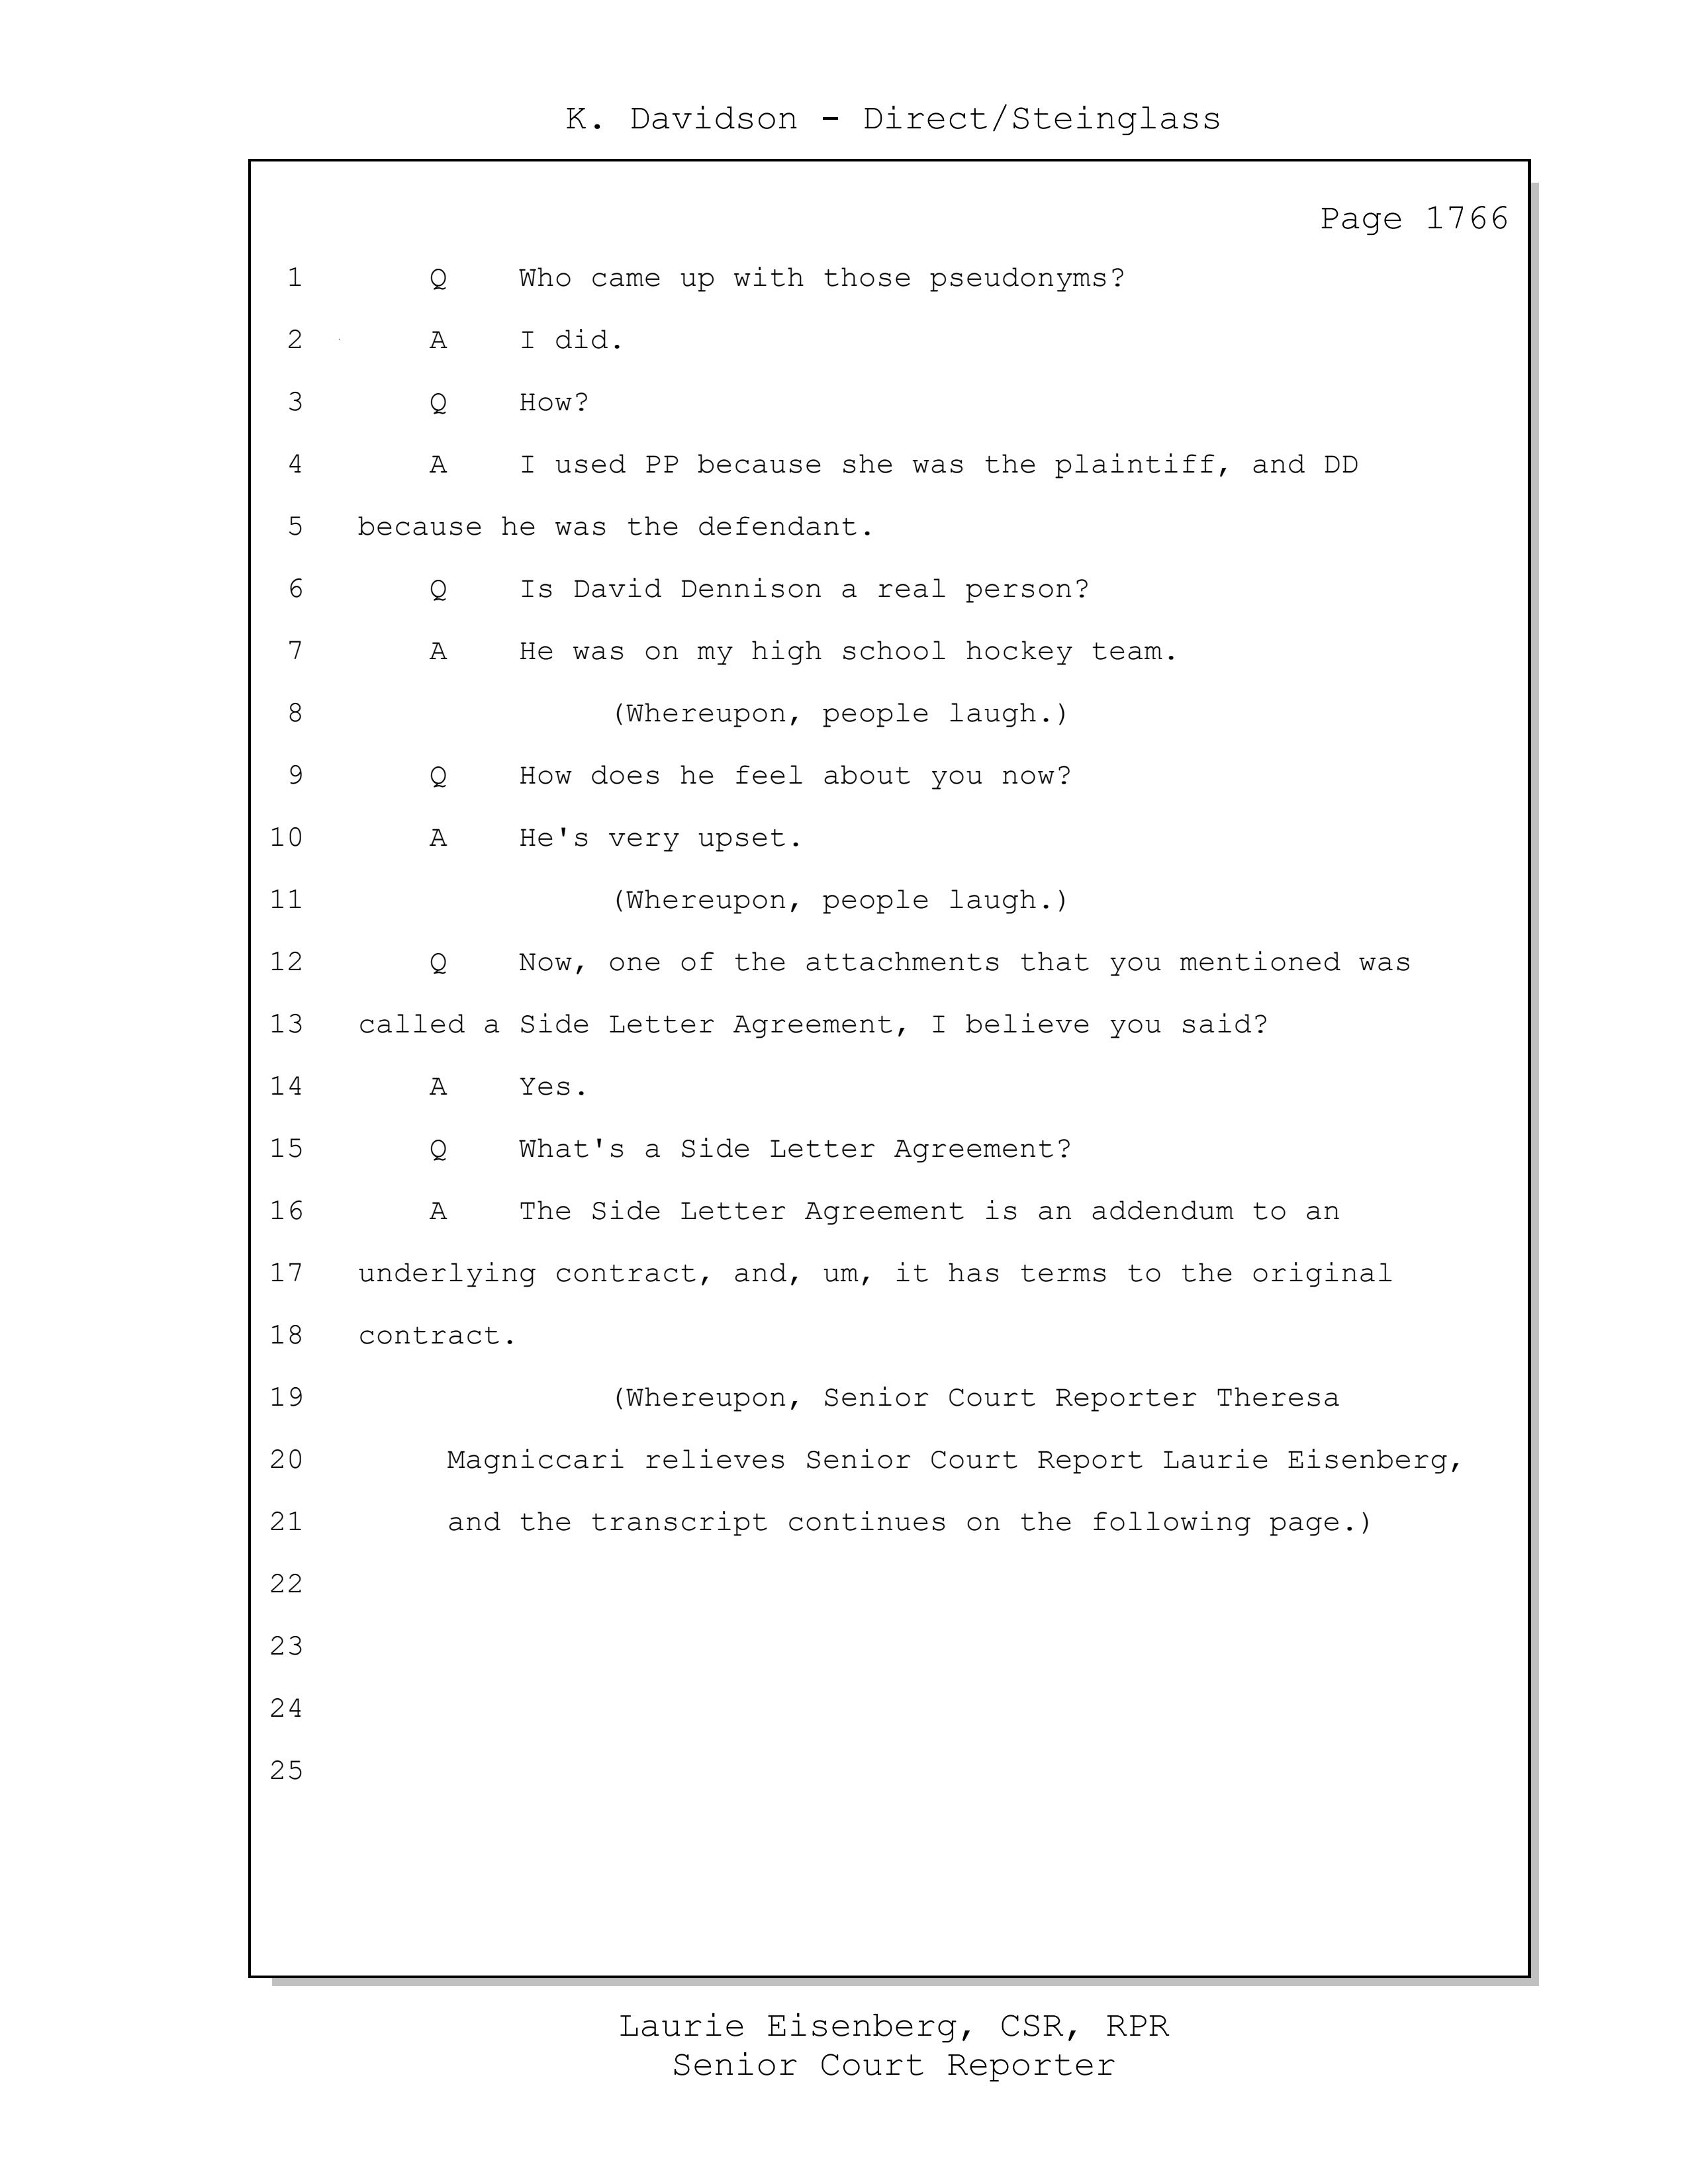 K. Davidson - Direct/Steinglass
Page 1766
1 Q Who came up with those pseudonyms?
2 A I did.
3 Q How?
4 A I used PP because she was the plaintiff, and DD
5 because he was the defendant.
6 Q Is David Dennison a real person?
7 A He was on my high school hockey team.
8 (Whereupon, people laugh.)
9 Q How does he feel about you now?
10 A He's very upset.
11 (Whereupon, people laugh.)
12 Q Now, one of the attachments that you mentioned was
13 called a Side Letter Agreement, I believe you said?
14 A Yes.
15 Q What's a Side Letter Agreement?
16 A The Side Letter Agreement is an addendum to an
17 underlying contract, and, um, it has terms to the original
18 contract.
19 (Whereupon, Senior Court Reporter Theresa
20 Magniccari relieves Senior Court Report Laurie Eisenberg,
21 and the transcript continues on the following page.)
22
23
24
25
Laurie Eisenberg, CSR, RPR
Senior Court Reporter